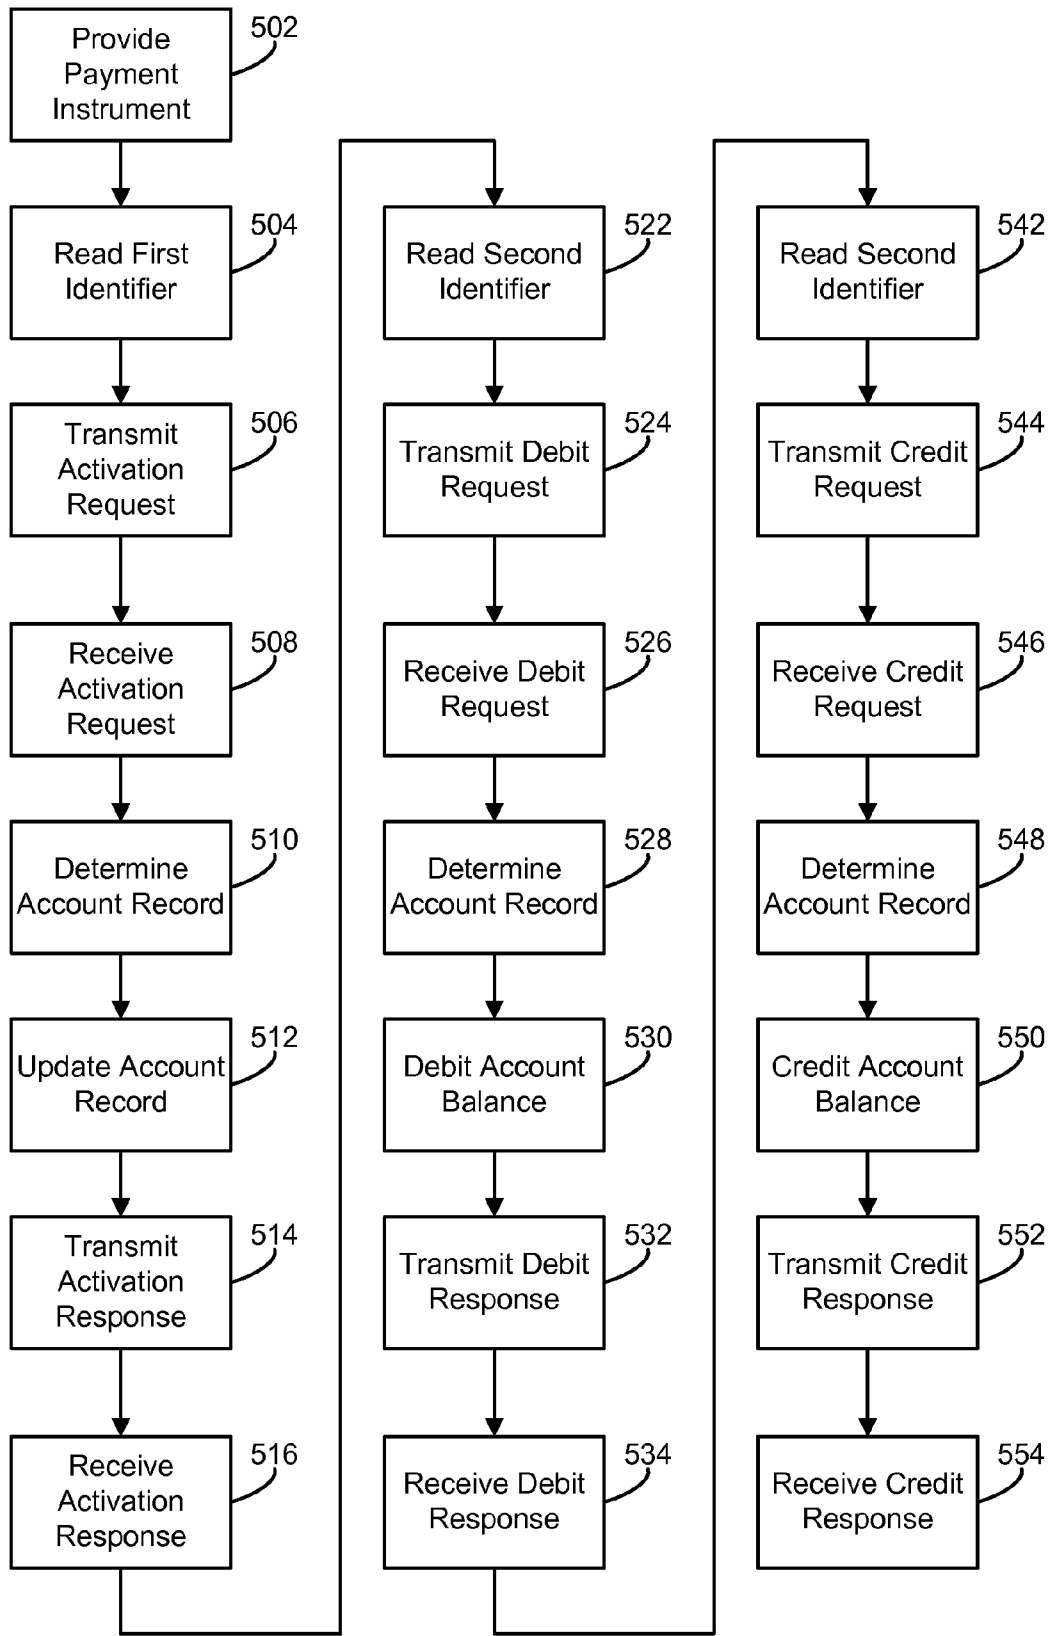 Provide
Payment
Instrument
502
Read First
Identifier
504
Transmit
Activation
Request
506
Receive
Activation
Request
508
Determine
Account Record
510
Update Account
Record
512
Transmit
Activation
Response
514
Receive
Activation
Response
516
Read Second
Identifier
522
Transmit Debit
Request
524
Receive Debit
Request
526
Determine
Account Record
528
Debit Account
Balance
530
Transmit Debit
Response
532
Receive Debit
Response
534
Read Second
Identifier
542
Transmit Credit
Request
544
Receive Credit
Request
546
Determine
Account Record
548
Credit Account
Balance
550
Transmit Credit
Response
552
Receive Credit
Response
554